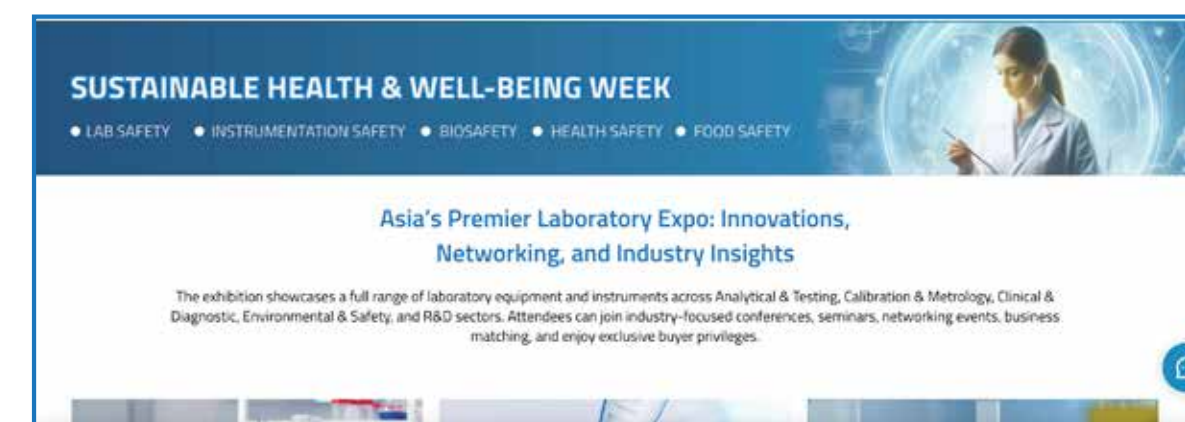 SUSTAINABLE HEALTH & WELL-BEING WEEK
● LAB SAFETY ● INSTRUMENTATION SAFETY ● BIOSAFETY ● HEALTH SAFETY ● FOOD SAFETY
Asia's Premier Laboratory Expo: Innovations,
Networking, and Industry Insights
The exhibition showcases a full range of laboratory equipment and instruments across Analytical & Testing, Calibration & Metrology, Clinical &
Diagnostic, Environmental & Safety, and R&D sectors. Attendees can join industry-focused conferences, seminars, networking events, business
matching, and enjoy exclusive buyer privileges.